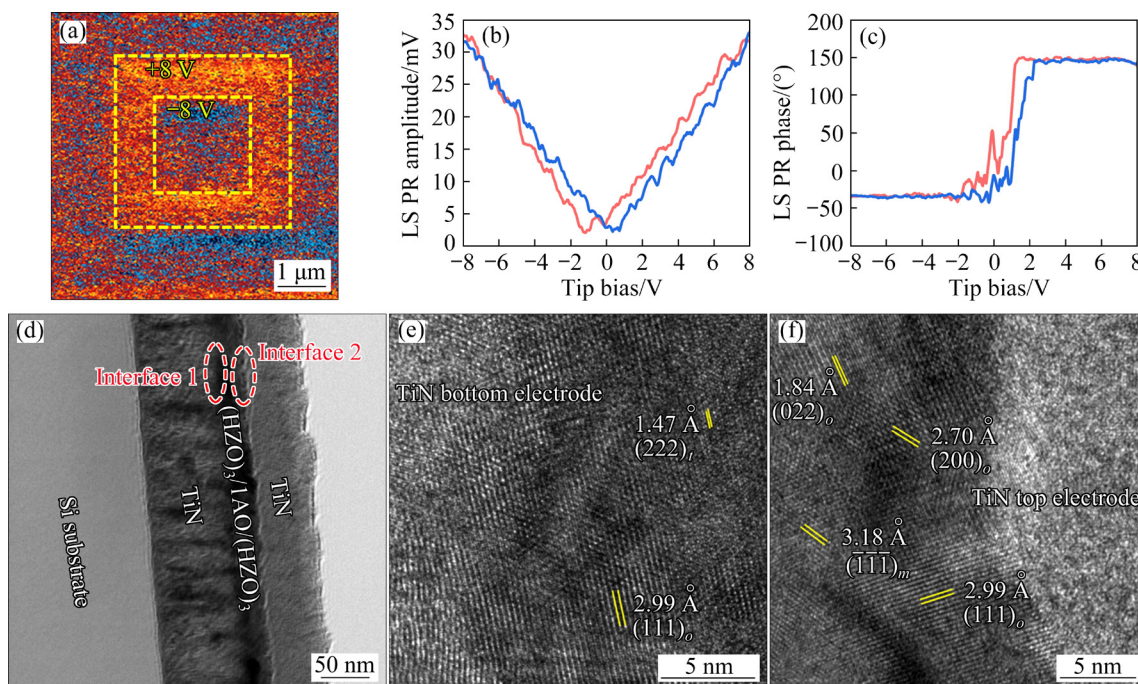 (a)
+8 V
−8 V
1 μm
(b)
LS PR amplitude/mV
35
30
25
20
15
10
5
0
−8 −6 −4 −2 0 2 4 6 8
Tip bias/V
(c)
LS PR phase/(°)
200
150
100
50
0
−50
−100
−8 −6 −4 −2 0 2 4 6 8
Tip bias/V
(d)
Interface 1
Interface 2
Si substrate
TiN
(HZO)₃/1AO/(HZO)₃
TiN
50 nm
(e)
TiN bottom electrode
1.47 Å
(222)t
2.99 Å
(111)o
5 nm
(f)
1.84 Å
(022)o
2.70 Å
(200)o
TiN top electrode
3.18 Å
(1̅1̅1̅)m
2.99 Å
(111)o
5 nm